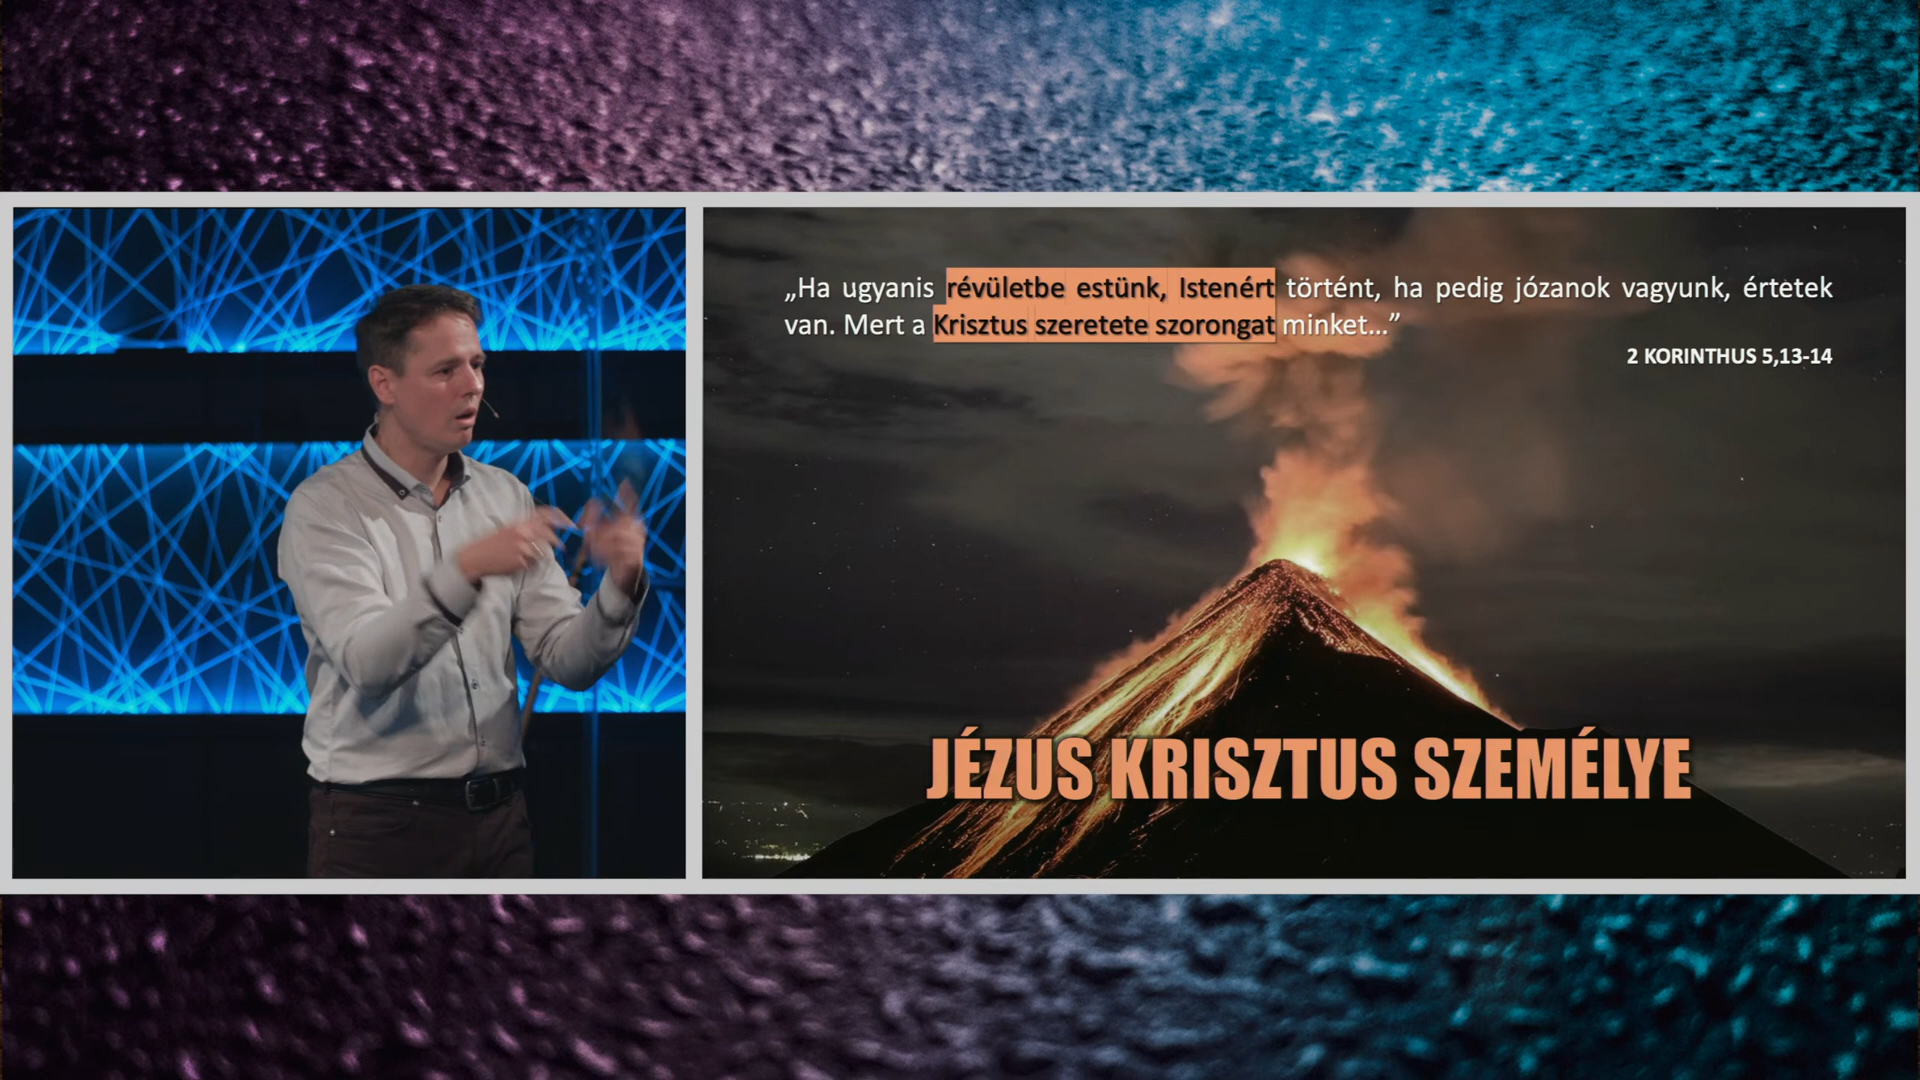 „Ha ugyanis révületbe estünk, Istenért történt, ha pedig józanok vagyunk, értetek
van. Mert a Krisztus szeretete szorongat minket...”
2 KORINTHUS 5,13-14
JÉZUS KRISZTUS SZEMÉLYE